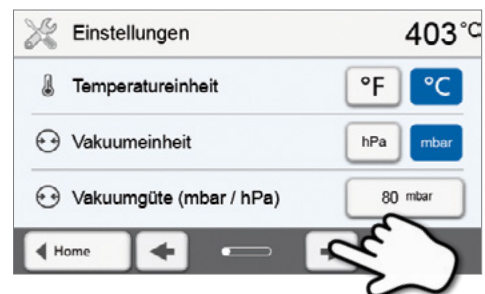 Einstellungen 403°C
Temperatureinheit °F °C
Vakuumeinheit hPa mbar
Vakuumgüte (mbar / hPa) 80 mbar
Home